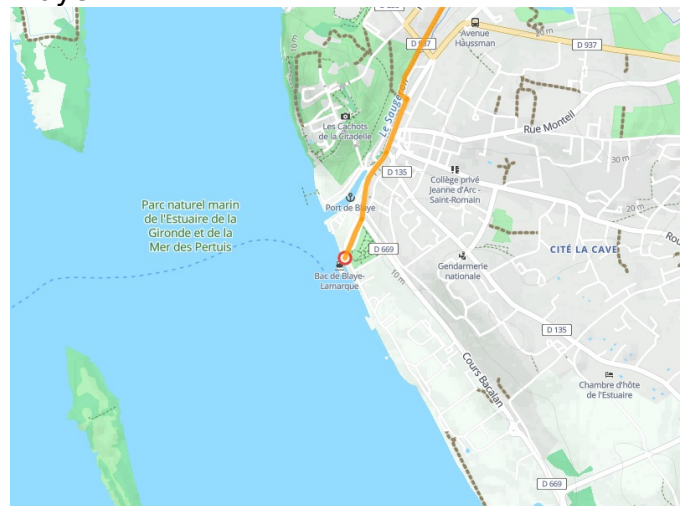 D 937
Avenue
Haussman
D 937
Le Saugeron
Les Cachots
de la Citadelle
Rue Monteil
10 m
30 m
D 135
Collège privé
Jeanne d'Arc -
Saint-Romain
20 m
Port de Blaye
Parc naturel marin
de l'Estuaire de la
Gironde et de la
Mer des Pertuis
D 669
CITÉ LA CAVE
Gendarmerie
nationale
Bac de Blaye-
Lamarque
10 m
D 135
Cours Bacalan
Chambre d'hôte
de l'Estuaire
D 669